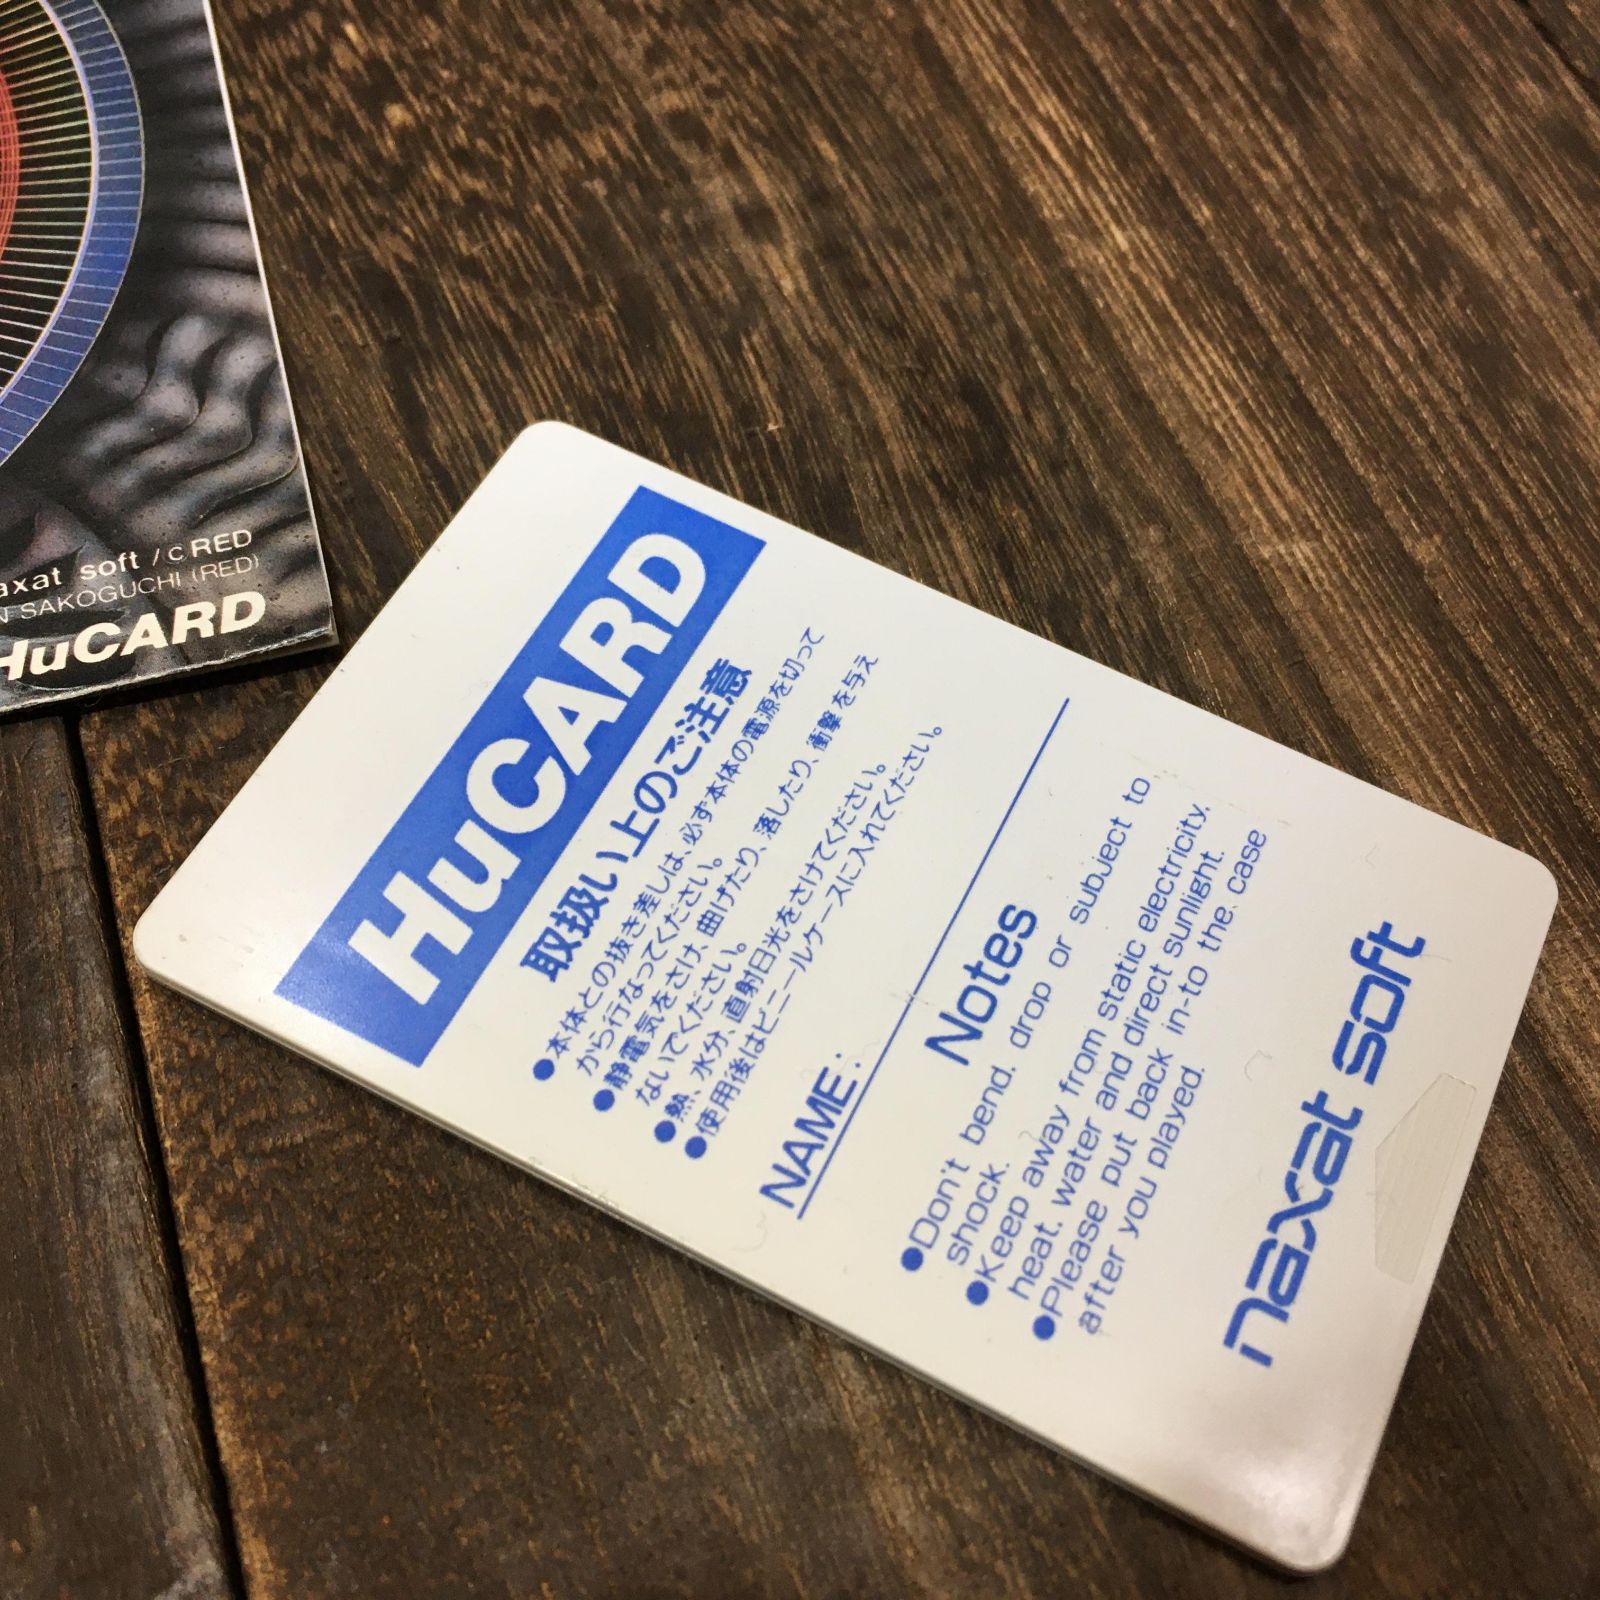 soft / c RED
SAKOGUCHI (RED)
HuCARD
HuCARD
取扱い上のご注意
●本体との抜き差しは、必ず本体の電源を切って
から行なってください。
●静電気をさけ、曲げたり、落したり、衝撃を与え
ないでください。
●熱、水分、直射日光をさけてください。
●使用後はビニールケースに入れてください。
NAME:
Notes
●Don't bend, drop or subject to
shock.
●Keep away from static electricity,
heat, water and direct sunlight.
●Please put back in-to the case
after you played.
naxat soft